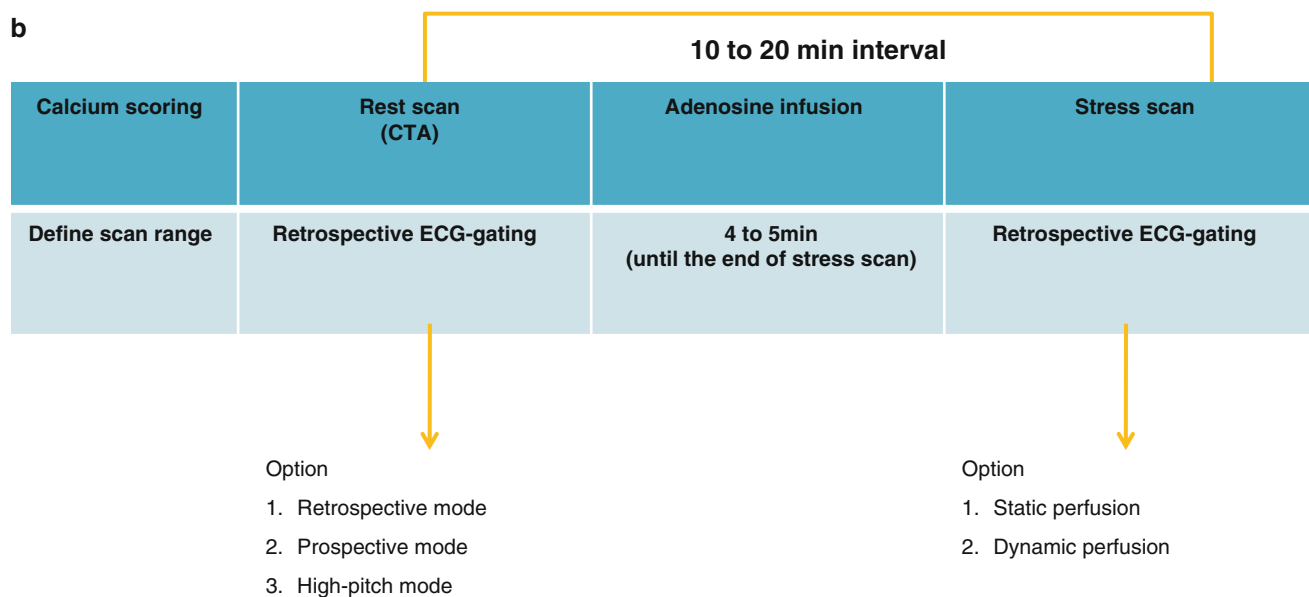 b
10 to 20 min interval
Calcium scoring
Rest scan
(CTA)
Adenosine infusion
Stress scan
Define scan range
Retrospective ECG-gating
4 to 5min
(until the end of stress scan)
Retrospective ECG-gating
Option
1. Retrospective mode
2. Prospective mode
3. High-pitch mode
Option
1. Static perfusion
2. Dynamic perfusion